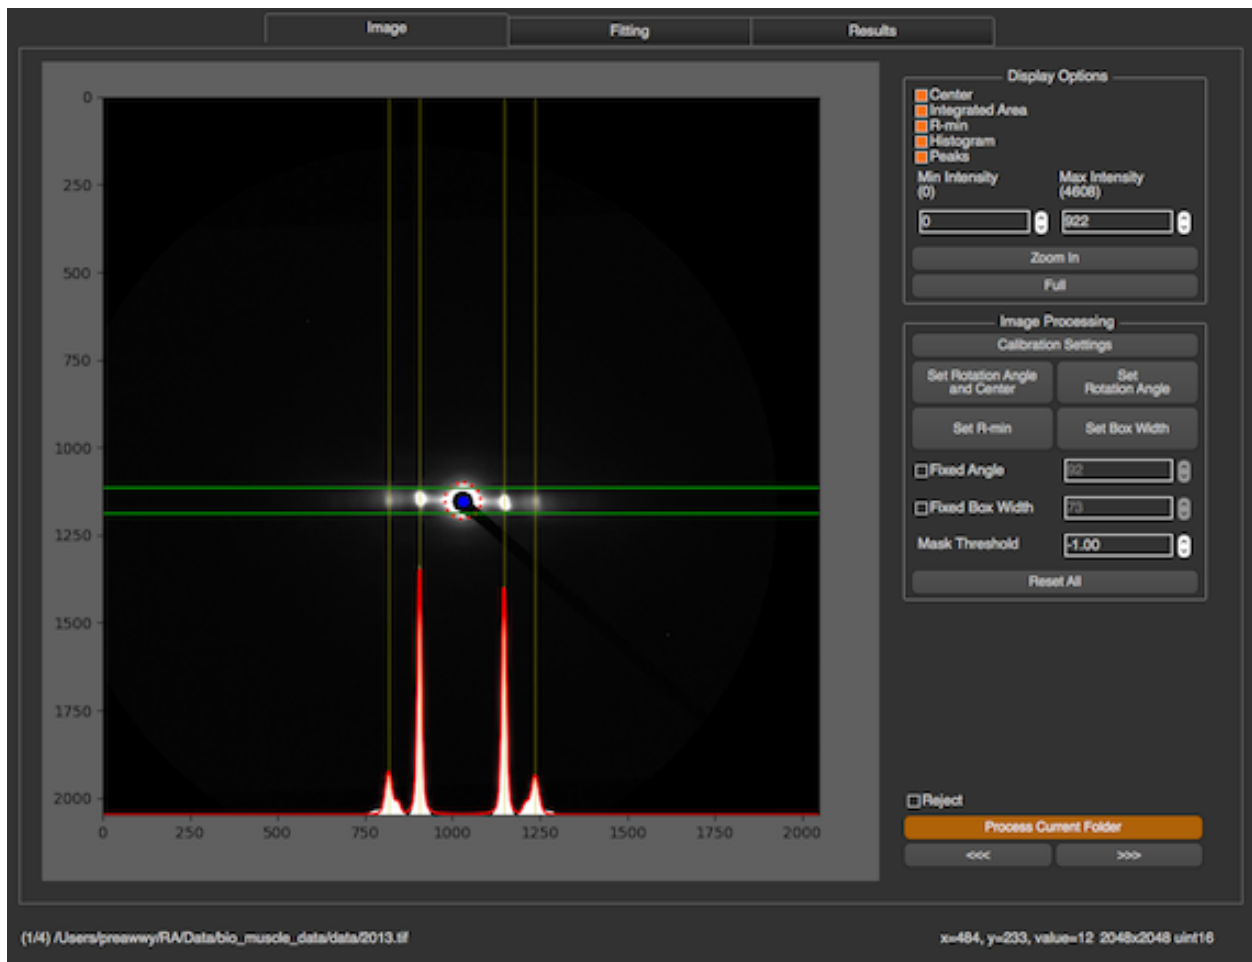 Image Fitting Results
Display Options
Center
Integrated Area
R-min
Histogram
Peaks
Min Intensity Max Intensity
(0) (4608)
0 922
Zoom In
Full
Image Processing
Calibration Settings
Set Rotation Angle and Center
Set Rotation Angle
Set R-min Set Box Width
Fixed Angle 92
Fixed Box Width 73
Mask Threshold -1.00
Reset All
Reject
Process Current Folder
<<< >>>
0
250
500
750
1000
1250
1500
1750
2000
0 250 500 750 1000 1250 1500 1750 2000
(1/4) /Users/preawwy/RA/Data/bio_muscle_data/data/2013.tif
x=484, y=233, value=12 2048x2048 uint16